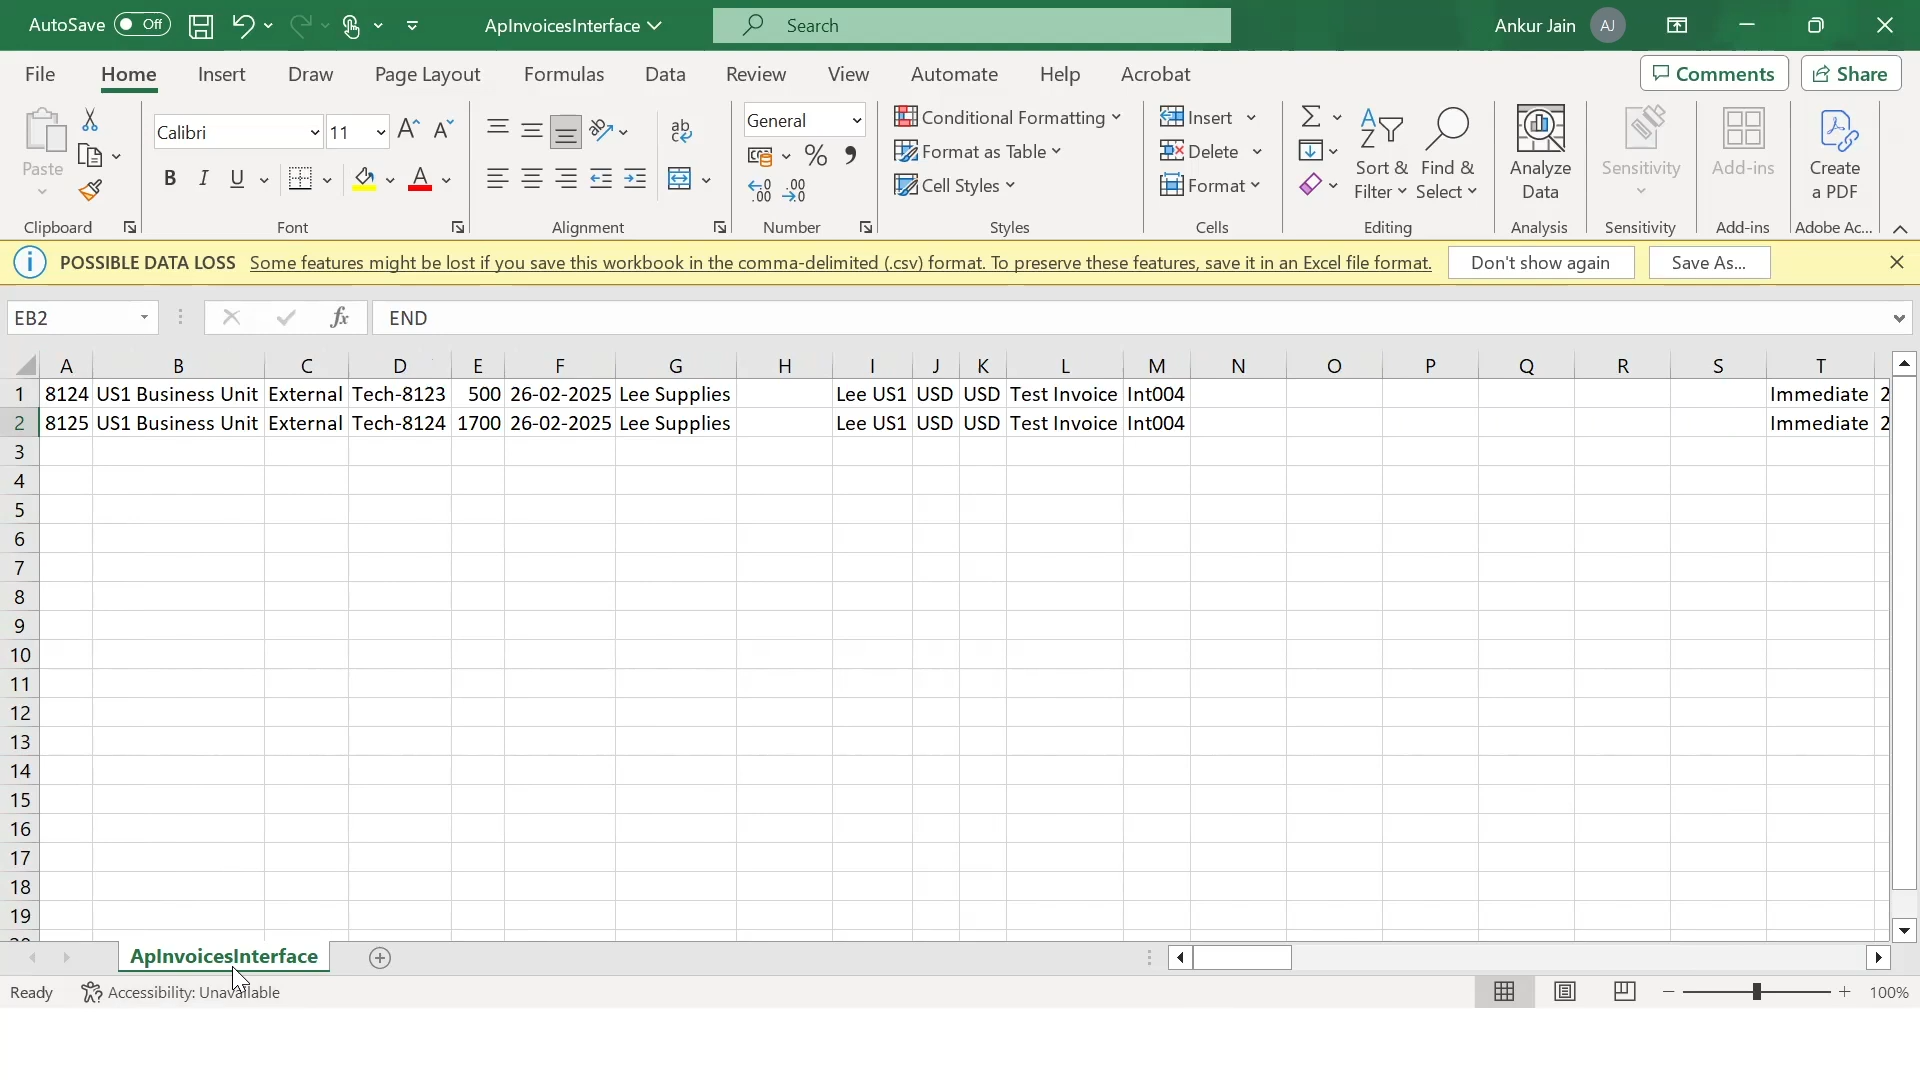 AutoSave Off ApInvoicesInterface Search Ankur Jain AJ
File Home Insert Draw Page Layout Formulas Data Review View Automate Help Acrobat Comments Share
Paste Calibri 11 General Conditional Formatting Insert
Format as Table Delete
Cell Styles Format
Sort & Filter Find & Select Analyze Data Sensitivity Add-ins Create a PDF
Clipboard Font Alignment Number Styles Cells Editing Analysis Sensitivity Add-ins Adobe Ac...
POSSIBLE DATA LOSS Some features might be lost if you save this workbook in the comma-delimited (.csv) format. To preserve these features, save it in an Excel file format. Don't show again Save As...
EB2 fx END
A B C D E F G H I J K L M N O P Q R S T
1 8124 US1 Business Unit External Tech-8123 500 26-02-2025 Lee Supplies Lee US1 USD USD Test Invoice Int004 Immediate 2
2 8125 US1 Business Unit External Tech-8124 1700 26-02-2025 Lee Supplies Lee US1 USD USD Test Invoice Int004 Immediate 2
3
4
5
6
7
8
9
10
11
12
13
14
15
16
17
18
19
ApInvoicesInterface
Ready Accessibility: Unavailable 100%